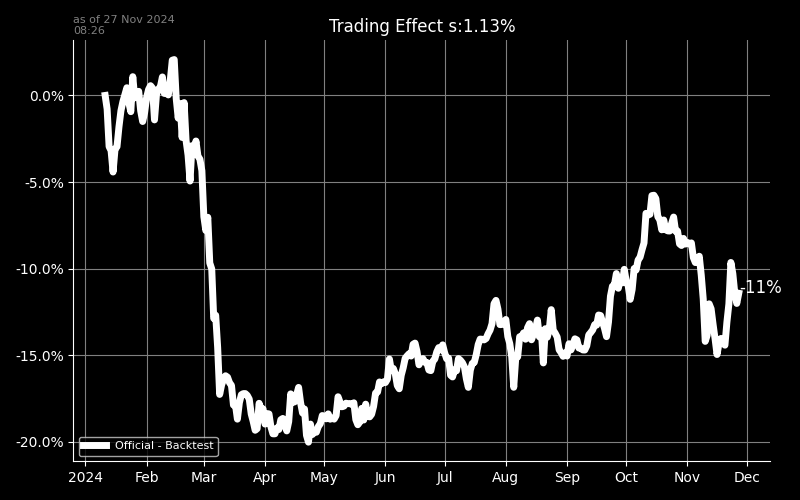 as of 27 Nov 2024
08:26
Trading Effect s:1.13%
0.0%
-5.0%
-10.0%
-11%
-15.0%
-20.0%
Official - Backtest
2024 Feb Mar Apr May Jun Jul Aug Sep Oct Nov Dec